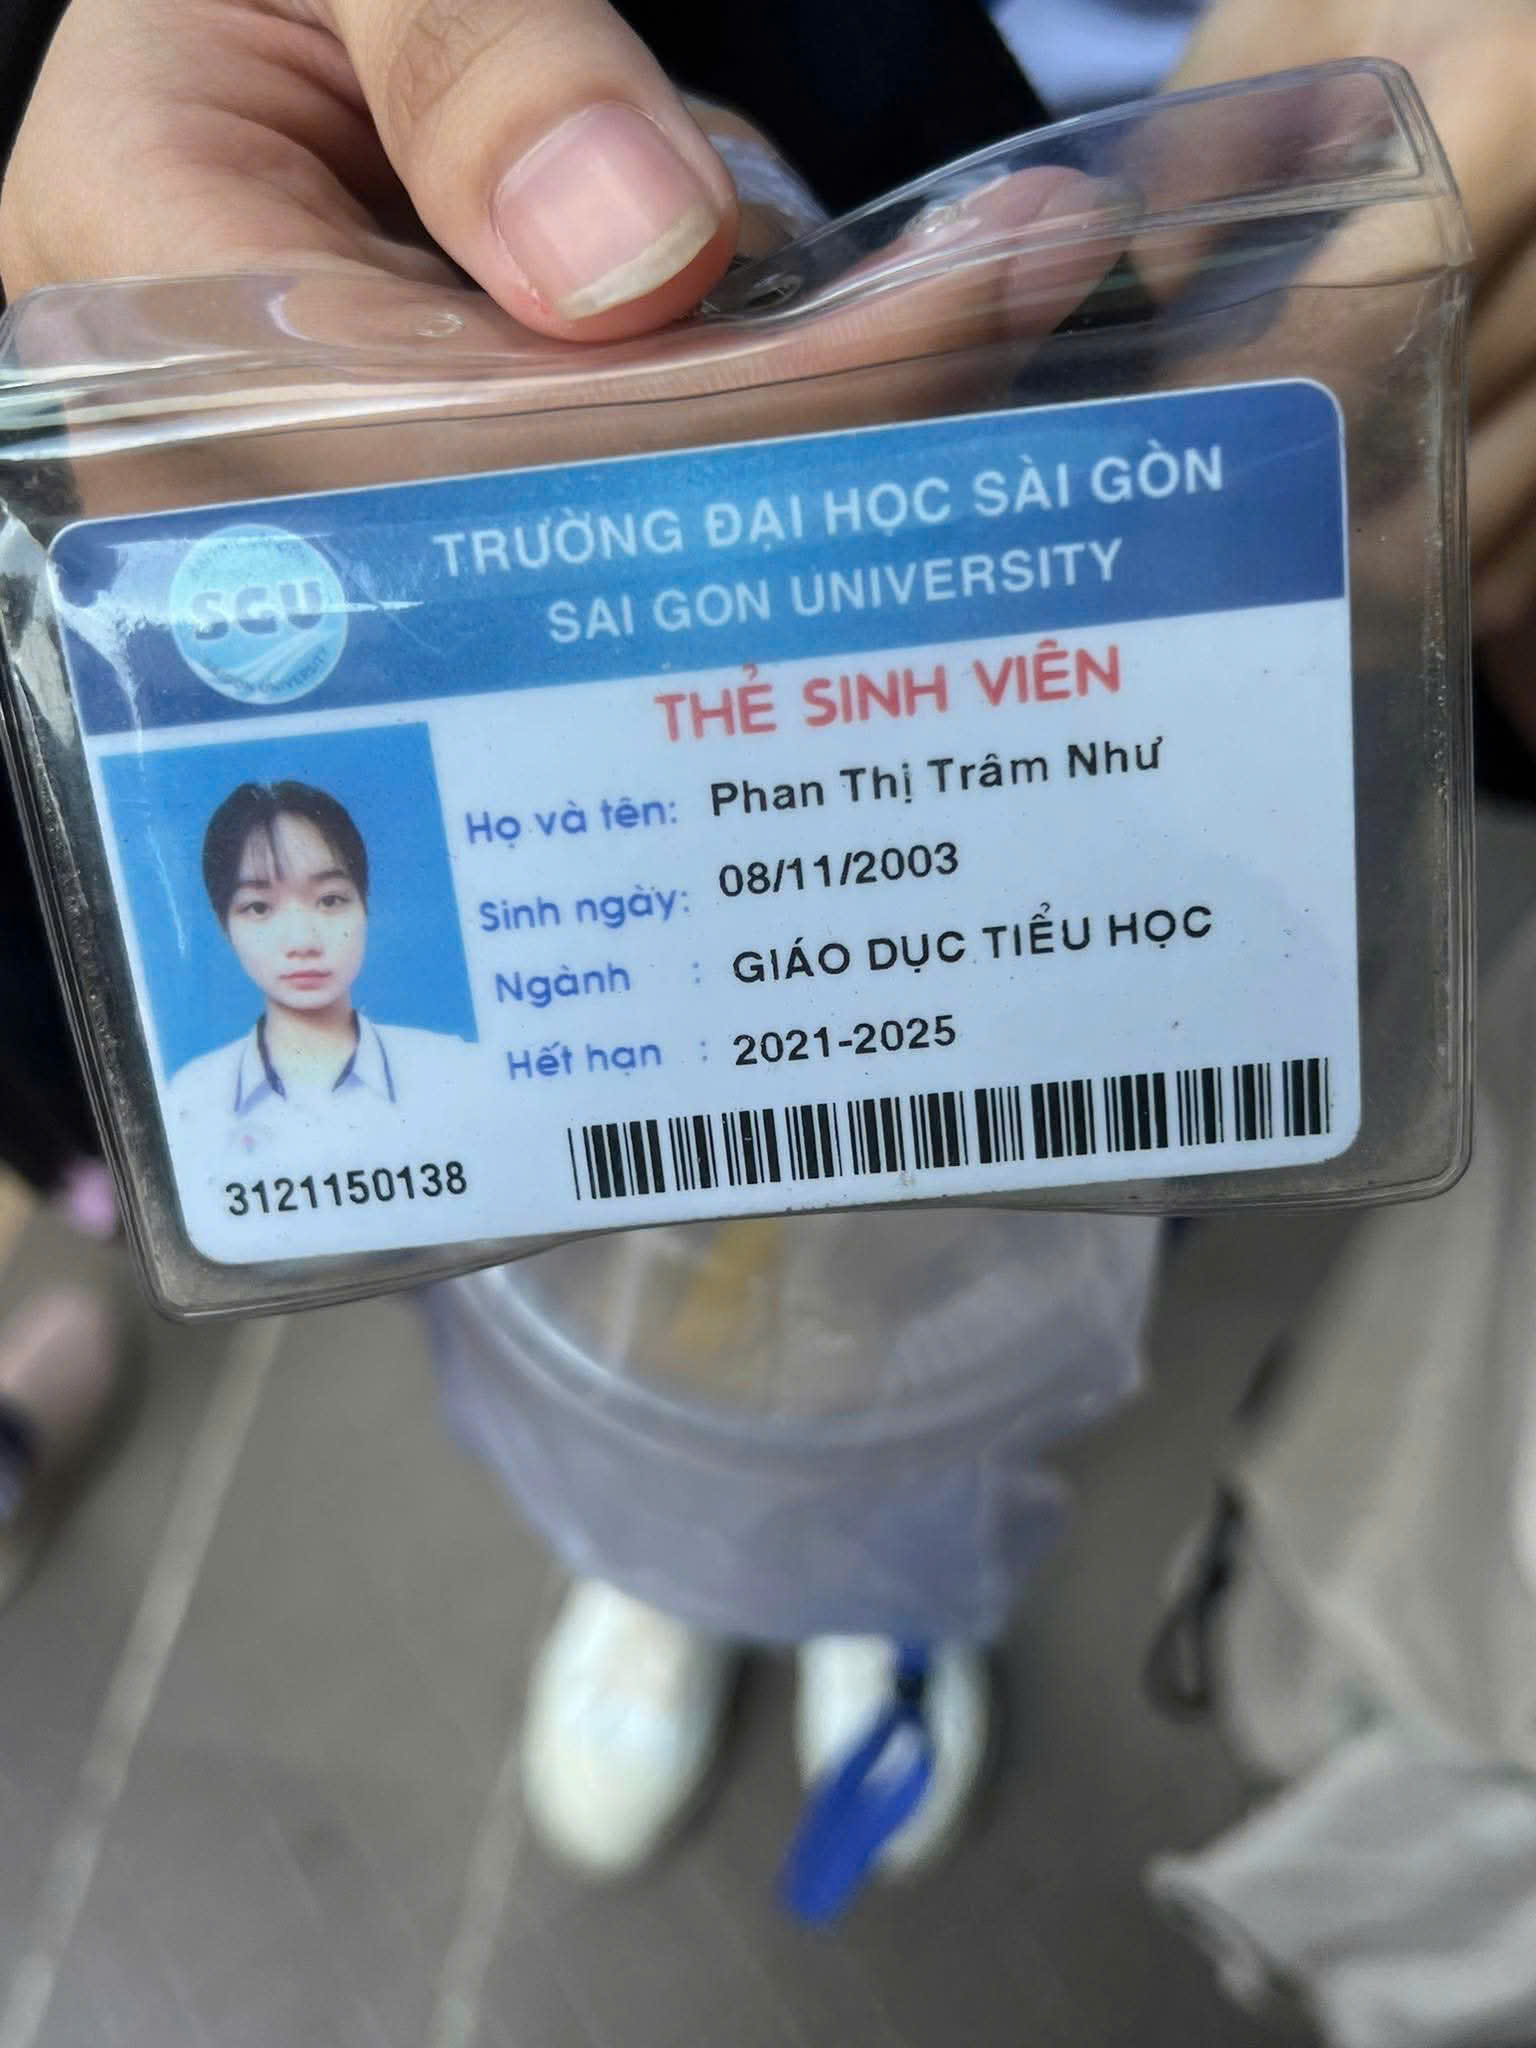 TRƯỜNG ĐẠI HỌC SÀI GÒN
SAI GON UNIVERSITY
SGU
THẺ SINH VIÊN
Họ và tên: Phan Thị Trâm Như
Sinh ngày: 08/11/2003
Ngành : GIÁO DỤC TIỂU HỌC
Hết hạn : 2021-2025
3121150138